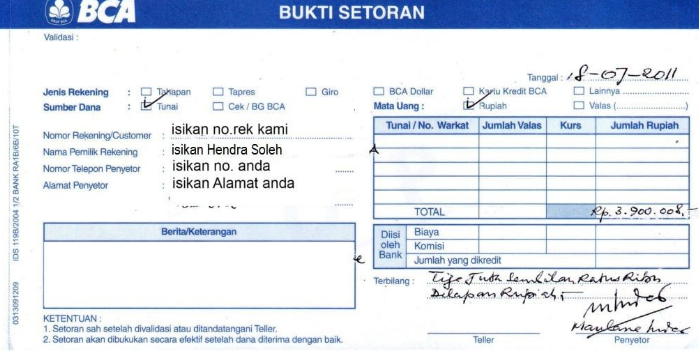 BCA BUKTI SETORAN
Validasi :
Tanggal : 18-07-2011
Jenis Rekening : Tahapan Tapres Giro BCA Dollar Kartu Kredit BCA Lainnya
Sumber Dana : Tunai Cek / BG BCA Mata Uang : Rupiah Valas (..............)
Nomor Rekening/Customer : isikan no.rek kami
Nama Pemilik Rekening : isikan Hendra Soleh
Nomor Telepon Penyetor : isikan no. anda
Alamat Penyetor : isikan Alamat anda
Tunai / No. Warkat Jumlah Valas Kurs Jumlah Rupiah
TOTAL Rp. 3.900.008,-
Berita/Keterangan
Diisi oleh Bank
Biaya
Komisi
Jumlah yang dikredit
Terbilang : Tiga Juta Sembilan Ratus Ribu
Delapan Rupiah
KETENTUAN :
1. Setoran sah setelah divalidasi atau ditandatangani Teller.
2. Setoran akan dibukukan secara efektif setelah dana diterima dengan baik.
Teller Penyetor
IDS 119B/2004 1/2 BANK RA1B/6B/10T
0313091209